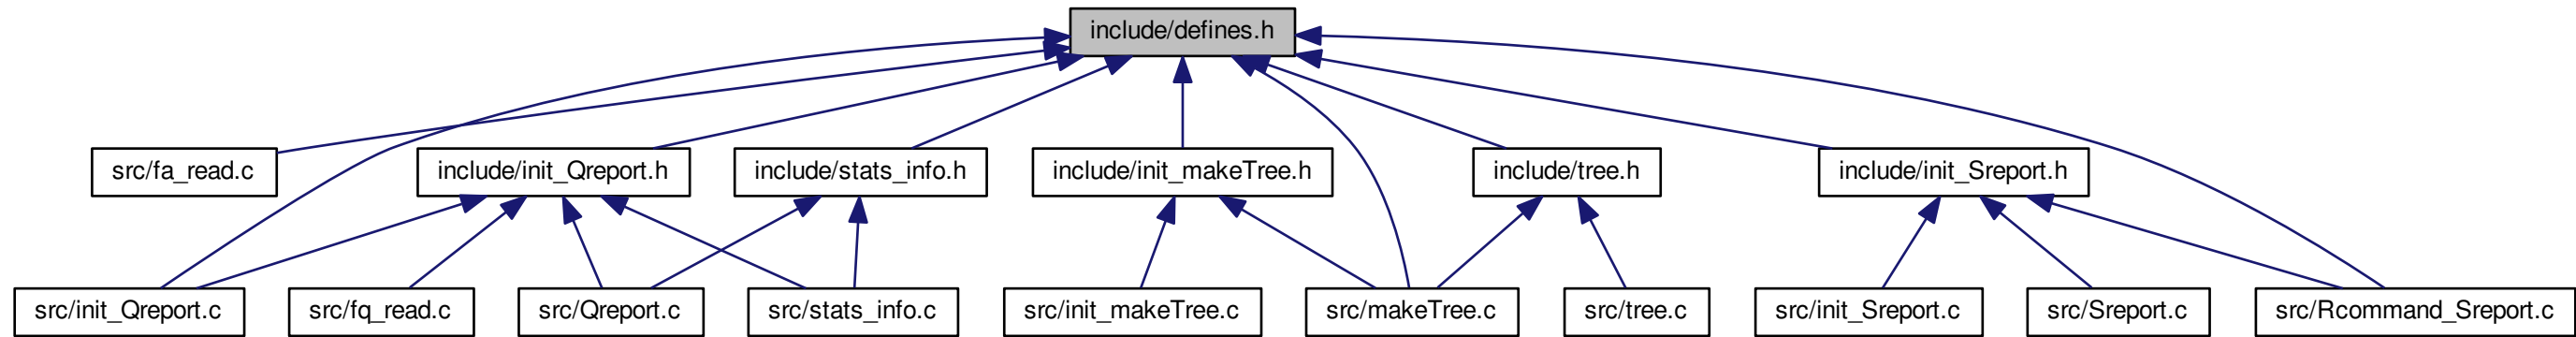 include/defines.h
src/fa_read.c
include/init_Qreport.h
include/stats_info.h
include/init_makeTree.h
include/tree.h
include/init_Sreport.h
src/init_Qreport.c
src/fq_read.c
src/Qreport.c
src/stats_info.c
src/init_makeTree.c
src/makeTree.c
src/tree.c
src/init_Sreport.c
src/Sreport.c
src/Rcommand_Sreport.c